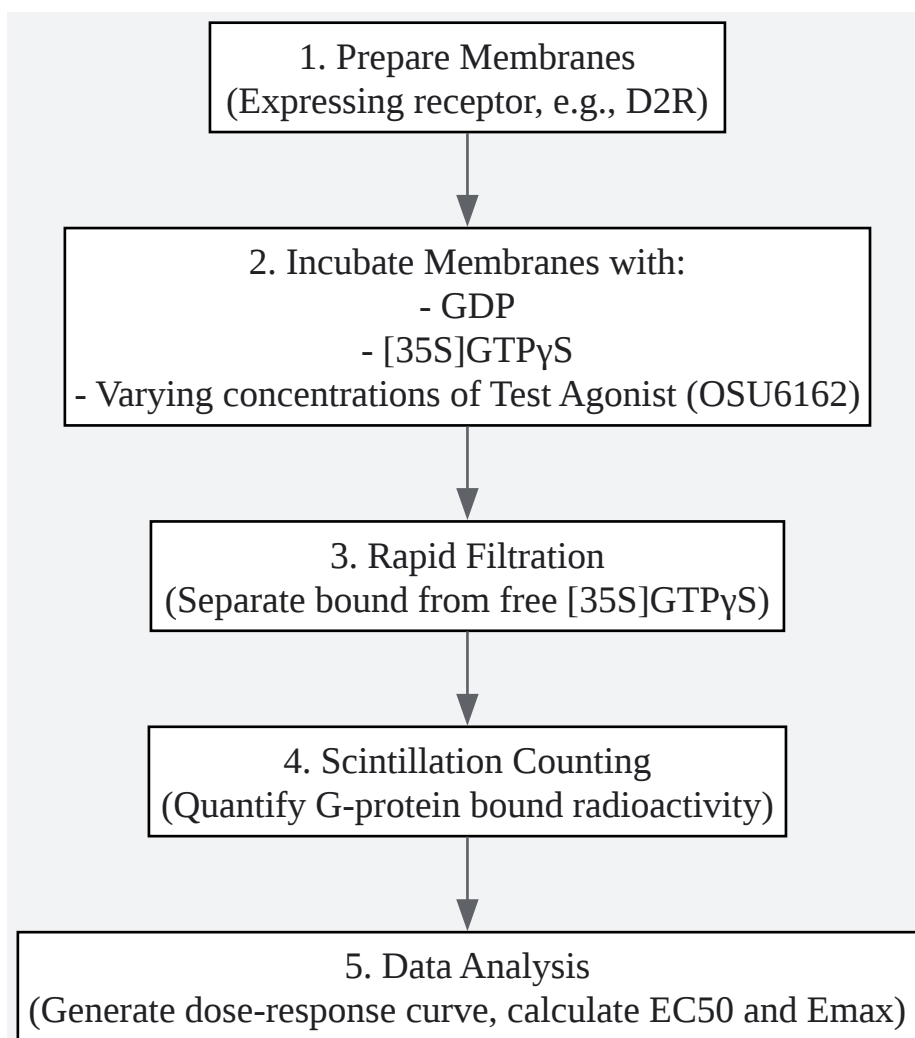 1. Prepare Membranes
(Expressing receptor, e.g., D2R)
2. Incubate Membranes with:
- GDP
- [35S]GTPγS
- Varying concentrations of Test Agonist (OSU6162)
3. Rapid Filtration
(Separate bound from free [35S]GTPγS)
4. Scintillation Counting
(Quantify G-protein bound radioactivity)
5. Data Analysis
(Generate dose-response curve, calculate EC50 and Emax)